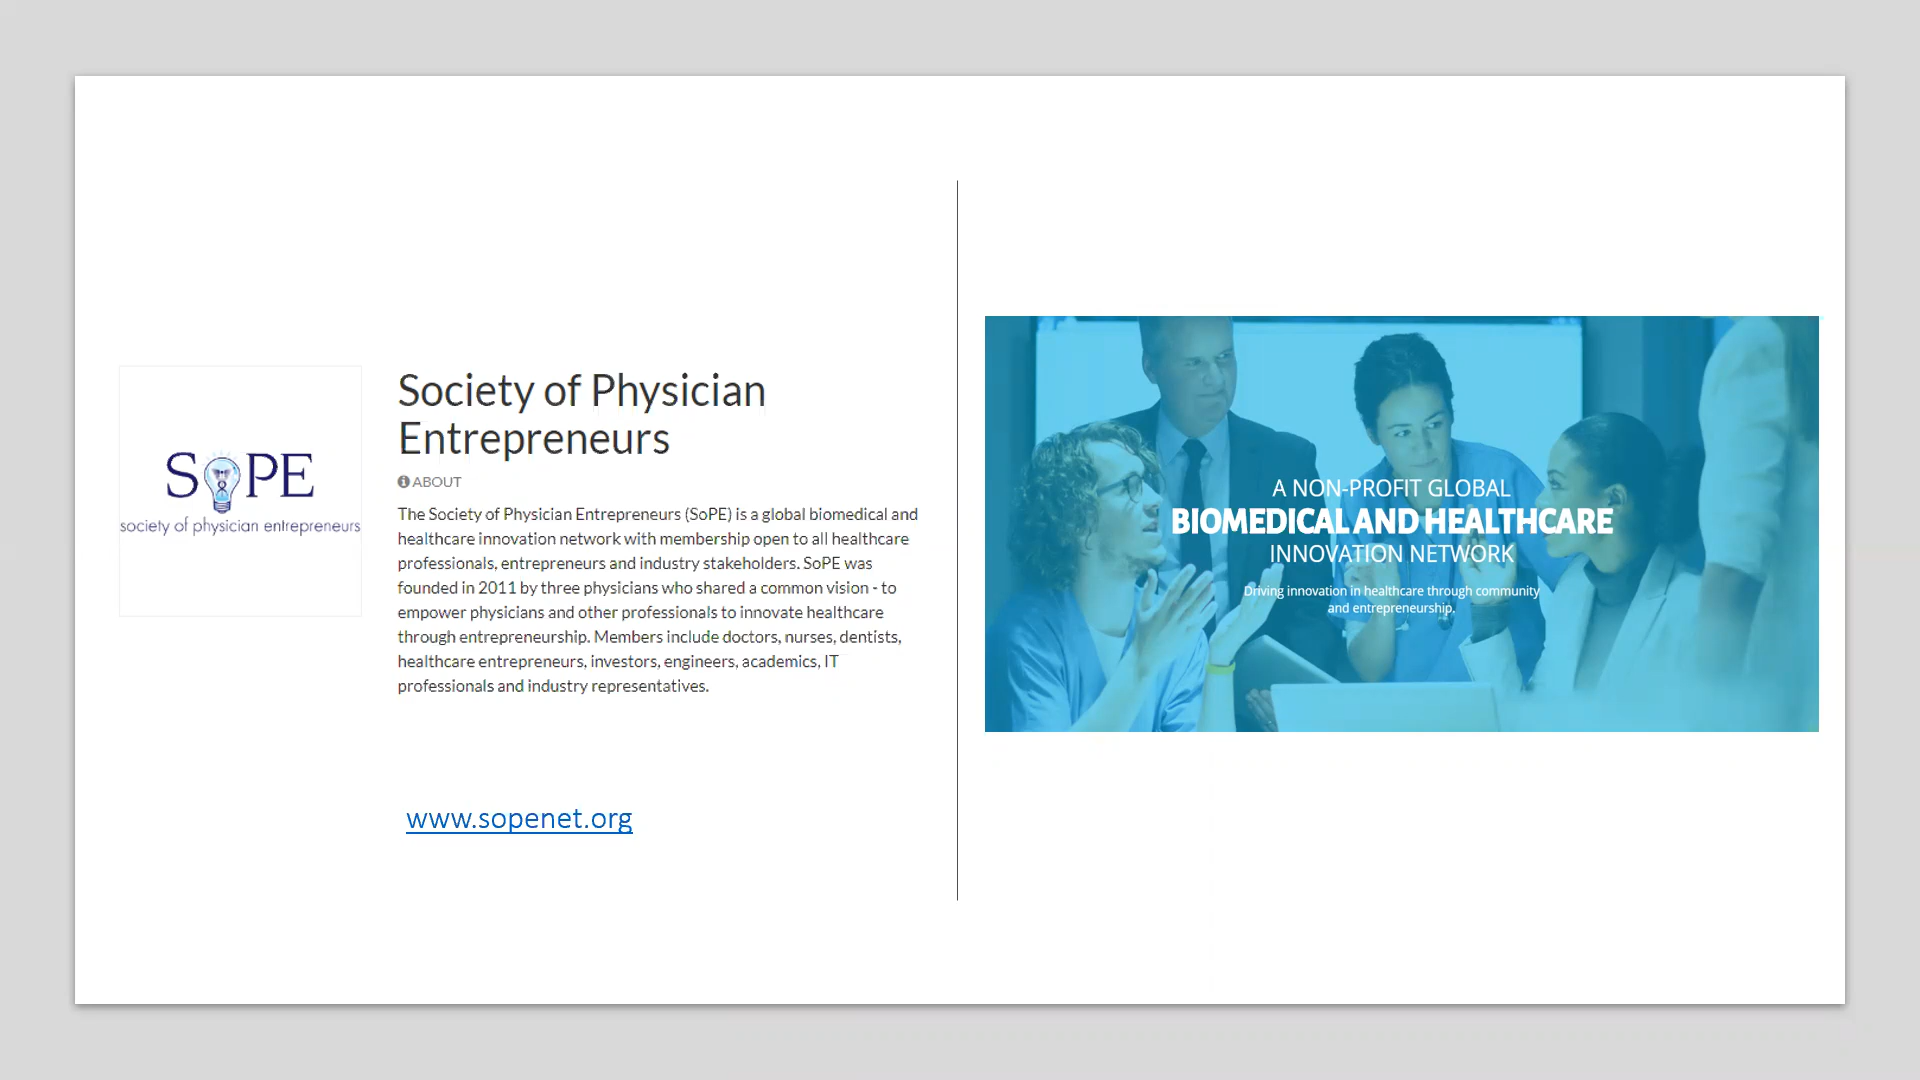 SOPE
society of physician entrepreneurs
Society of Physician
Entrepreneurs
ABOUT
The Society of Physician Entrepreneurs (SoPE) is a global biomedical and
healthcare innovation network with membership open to all healthcare
professionals, entrepreneurs and industry stakeholders. SoPE was
founded in 2011 by three physicians who shared a common vision - to
empower physicians and other professionals to innovate healthcare
through entrepreneurship. Members include doctors, nurses, dentists,
healthcare entrepreneurs, investors, engineers, academics, IT
professionals and industry representatives.
www.sopenet.org
A NON-PROFIT GLOBAL
BIOMEDICAL AND HEALTHCARE
INNOVATION NETWORK
Driving innovation in healthcare through community
and entrepreneurship.